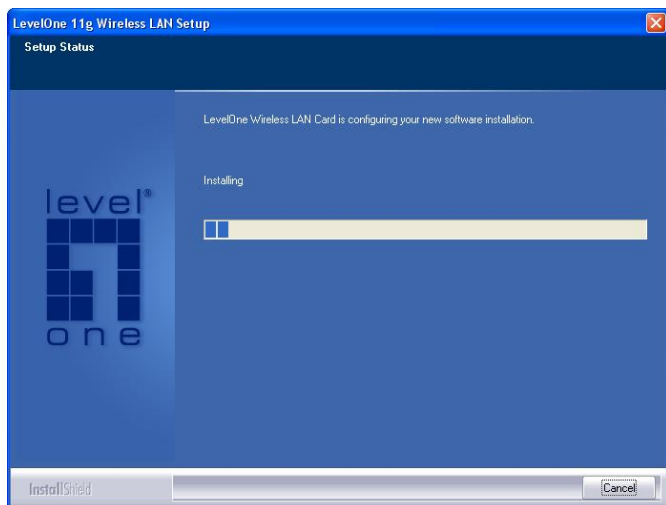 LevelOne 11g Wireless LAN Setup
Setup Status
LevelOne Wireless LAN Card is configuring your new software installation.
Installing
level®
one
InstallShield
Cancel